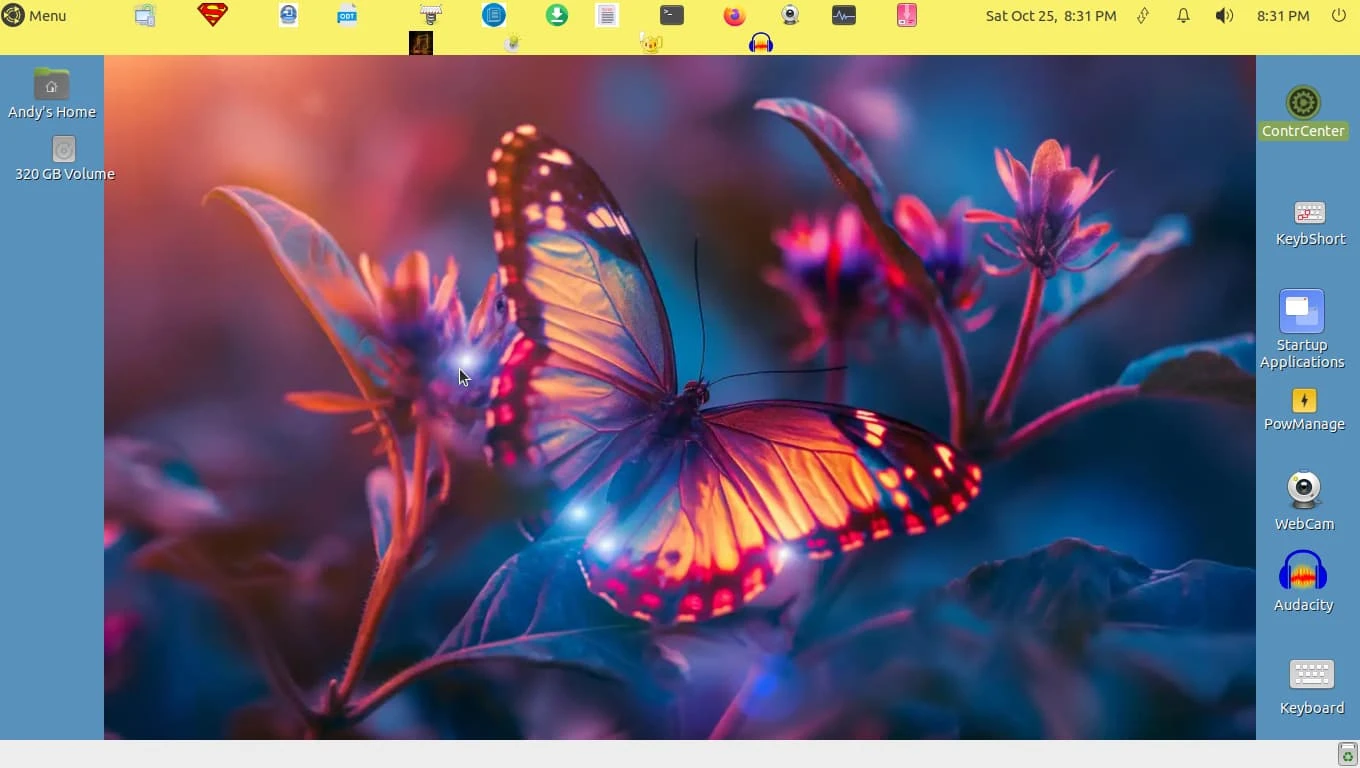 Menu
ODT
Sat Oct 25, 8:31 PM
8:31 PM
Andy's Home
320 GB Volume
ContrCenter
KeybShort
Startup
Applications
PowManage
WebCam
Audacity
Keyboard